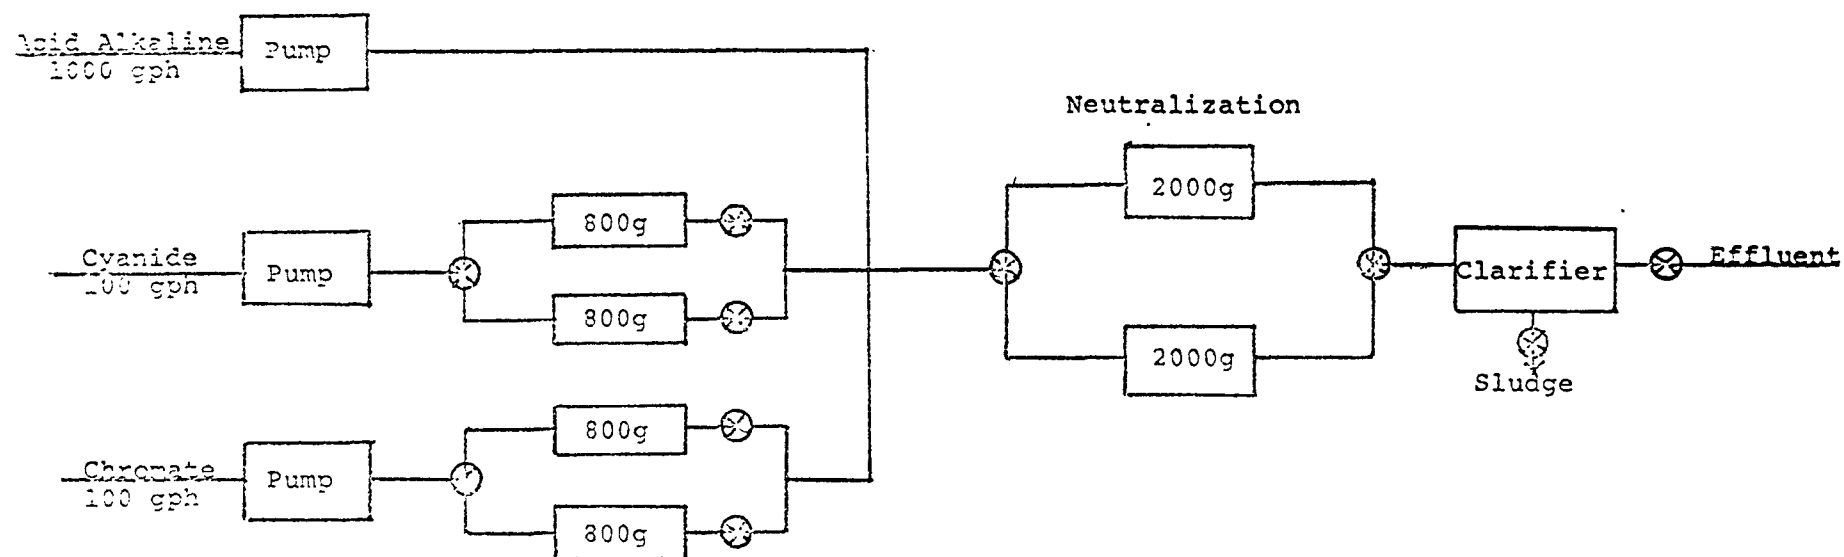 Acid Alkaline
1000 gph
Pump
Neutralization
2000g
800g
Cyanide
100 gph
Pump
800g
2000g
Clarifier
Effluent
Sludge
Chromate
100 gph
Pump
800g
800g